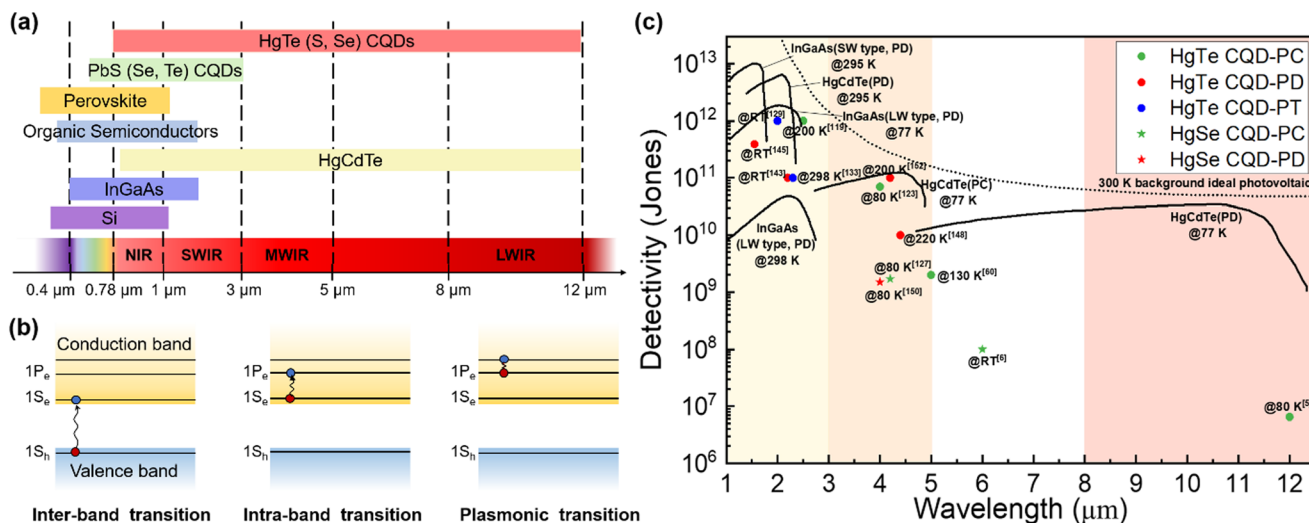 (a)
HgTe (S, Se) CQDs
PbS (Se, Te) CQDs
Perovskite
Organic Semiconductors
HgCdTe
InGaAs
Si
NIR SWIR MWIR LWIR
0.4 μm 0.78 μm 1 μm 3 μm 5 μm 8 μm 12 μm
(b)
Conduction band
1Pe
1Se
1Sh
Valence band
Inter-band transition
1Pe
1Se
1Sh
Intra-band transition
1Pe
1Se
1Sh
Plasmonic transition
(c)
Detectivity (Jones)
10^13
10^12
10^11
10^10
10^9
10^8
10^7
10^6
1 2 3 4 5 6 7 8 9 10 11 12
Wavelength (μm)
InGaAs(SW type, PD)
@295 K
HgCdTe(PD)
@295 K
InGaAs(LW type, PD)
@77 K
@RT[129]
@200 K[119]
@RT[145]
@RT[143]
@298 K[133]
@200 K[152]
@80 K[123]
HgCdTe(PC)
@77 K
300 K background ideal photovoltaic
InGaAs
(LW type, PD)
@298 K
@220 K[148]
HgCdTe(PD)
@77 K
@80 K[127]
@130 K[60]
@80 K[150]
@RT[6]
@80 K[5
HgTe CQD-PC
HgTe CQD-PD
HgTe CQD-PT
HgSe CQD-PC
HgSe CQD-PD